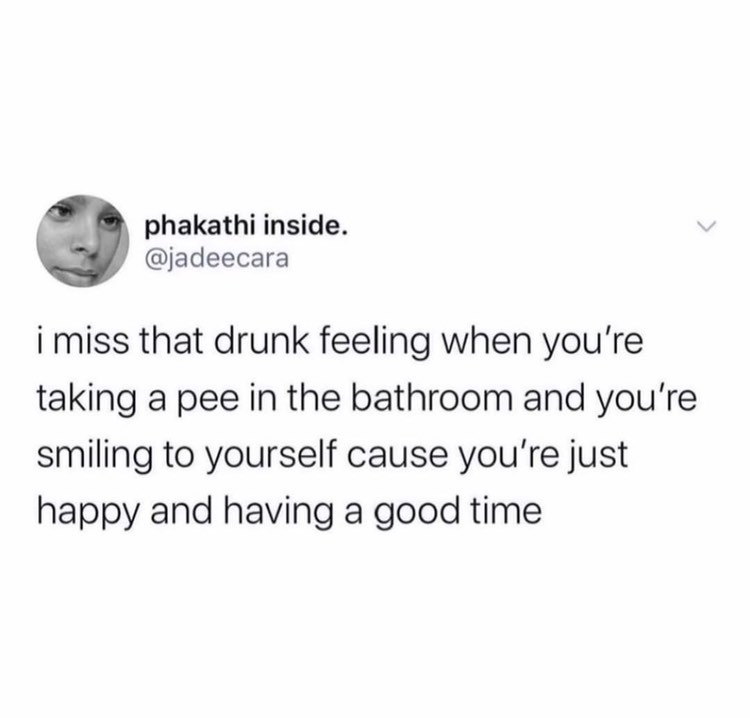 phakathi inside.
@jadeecara
i miss that drunk feeling when you're
taking a pee in the bathroom and you're
smiling to yourself cause you're just
happy and having a good time